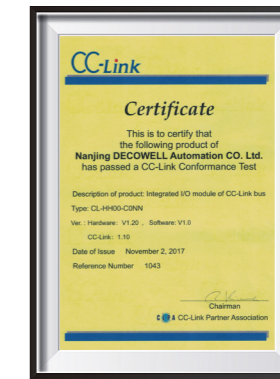 CC-Link
Certificate
This is to certify that
the following product of
Nanjing DECOWELL Automation CO. Ltd.
has passed a CC-Link Conformance Test
Description of product: Integrated I/O module of CC-Link bus
Type: CL-HH00-C0NN
Ver. : Hardware: V1.20 , Software: V1.0
CC-Link: 1.10
Date of Issue November 2, 2017
Reference Number 1043
Chairman
CC-Link Partner Association